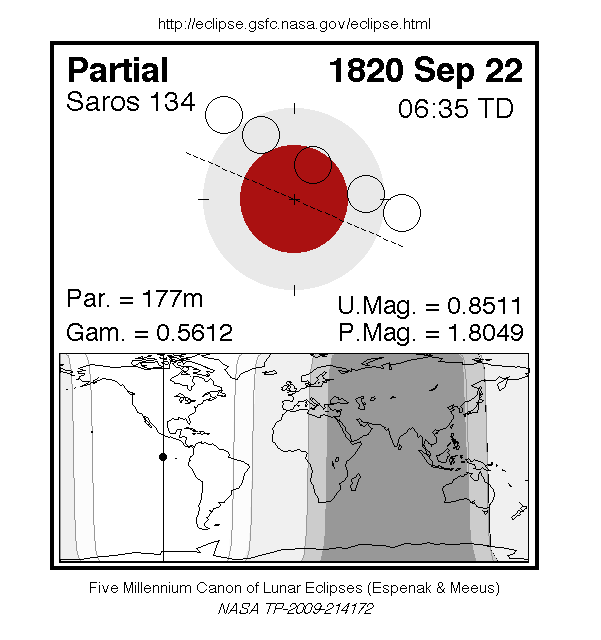 http://eclipse.gsfc.nasa.gov/eclipse.html
Partial
1820 Sep 22
Saros 134
06:35 TD
Par. = 177m
U.Mag. = 0.8511
Gam. = 0.5612
P.Mag. = 1.8049
Five Millennium Canon of Lunar Eclipses (Espenak & Meeus)
NASA TP-2009-214172